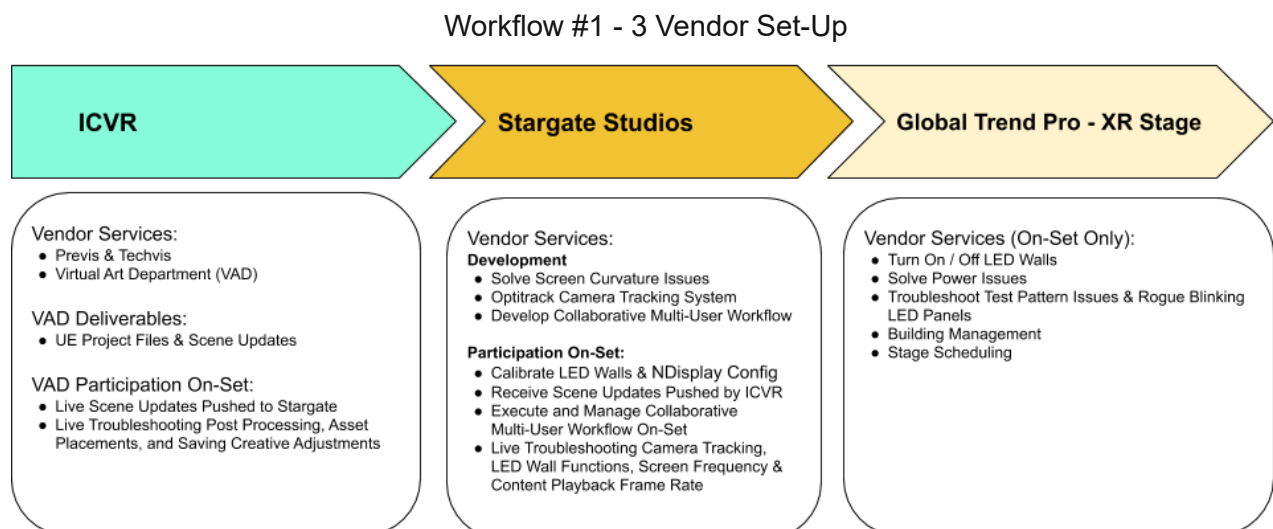 Workflow #1 - 3 Vendor Set-Up
ICVR
Stargate Studios
Global Trend Pro - XR Stage
Vendor Services:
● Previs & Techvis
● Virtual Art Department (VAD)
VAD Deliverables:
● UE Project Files & Scene Updates
VAD Participation On-Set:
● Live Scene Updates Pushed to Stargate
● Live Troubleshooting Post Processing, Asset
Placements, and Saving Creative Adjustments
Vendor Services:
Development
● Solve Screen Curvature Issues
● Optitrack Camera Tracking System
● Develop Collaborative Multi-User Workflow
Participation On-Set:
● Calibrate LED Walls & NDisplay Config
● Receive Scene Updates Pushed by ICVR
● Execute and Manage Collaborative
Multi-User Workflow On-Set
● Live Troubleshooting Camera Tracking,
LED Wall Functions, Screen Frequency &
Content Playback Frame Rate
Vendor Services (On-Set Only):
● Turn On / Off LED Walls
● Solve Power Issues
● Troubleshoot Test Pattern Issues & Rogue Blinking
LED Panels
● Building Management
● Stage Scheduling